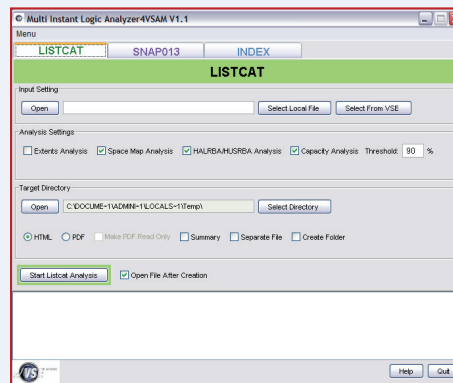 Multi Instant Logic Analyzer4VSAM V1.1
Menu
LISTCAT SNAP013 INDEX
LISTCAT
Input Setting
Open Select Local File Select From VSE
Analysis Settings
Extents Analysis Space Map Analysis HALRBA/HUSRBA Analysis Capacity Analysis Threshold: 90 %
Target Directory
Open C:\DOCUME~1\ADMINI~1\LOCALS~1\Temp\ Select Directory
HTML PDF Make PDF Read Only Summary Separate File Create Folder
Start Listcat Analysis Open File After Creation
VS Help Quit